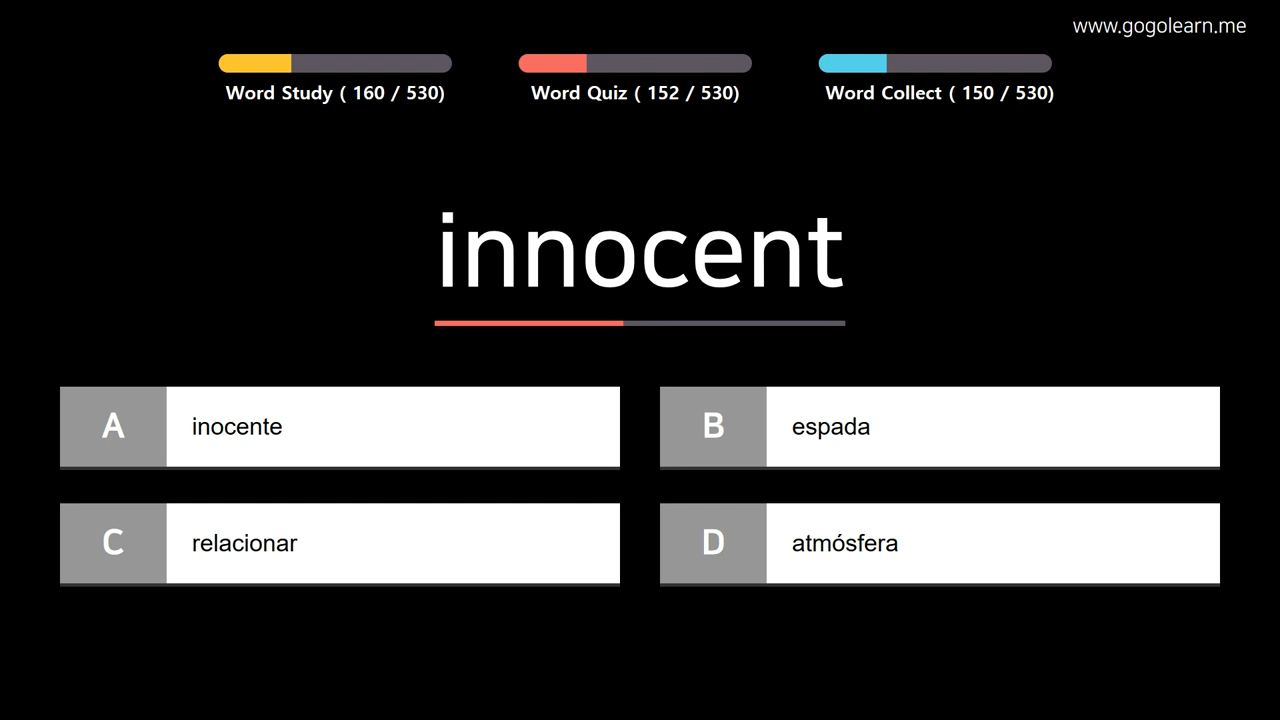 www.gogolearn.me
Word Study ( 160 / 530)
Word Quiz ( 152 / 530)
Word Collect ( 150 / 530)
innocent
A inocente
B espada
C relacionar
D atmósfera